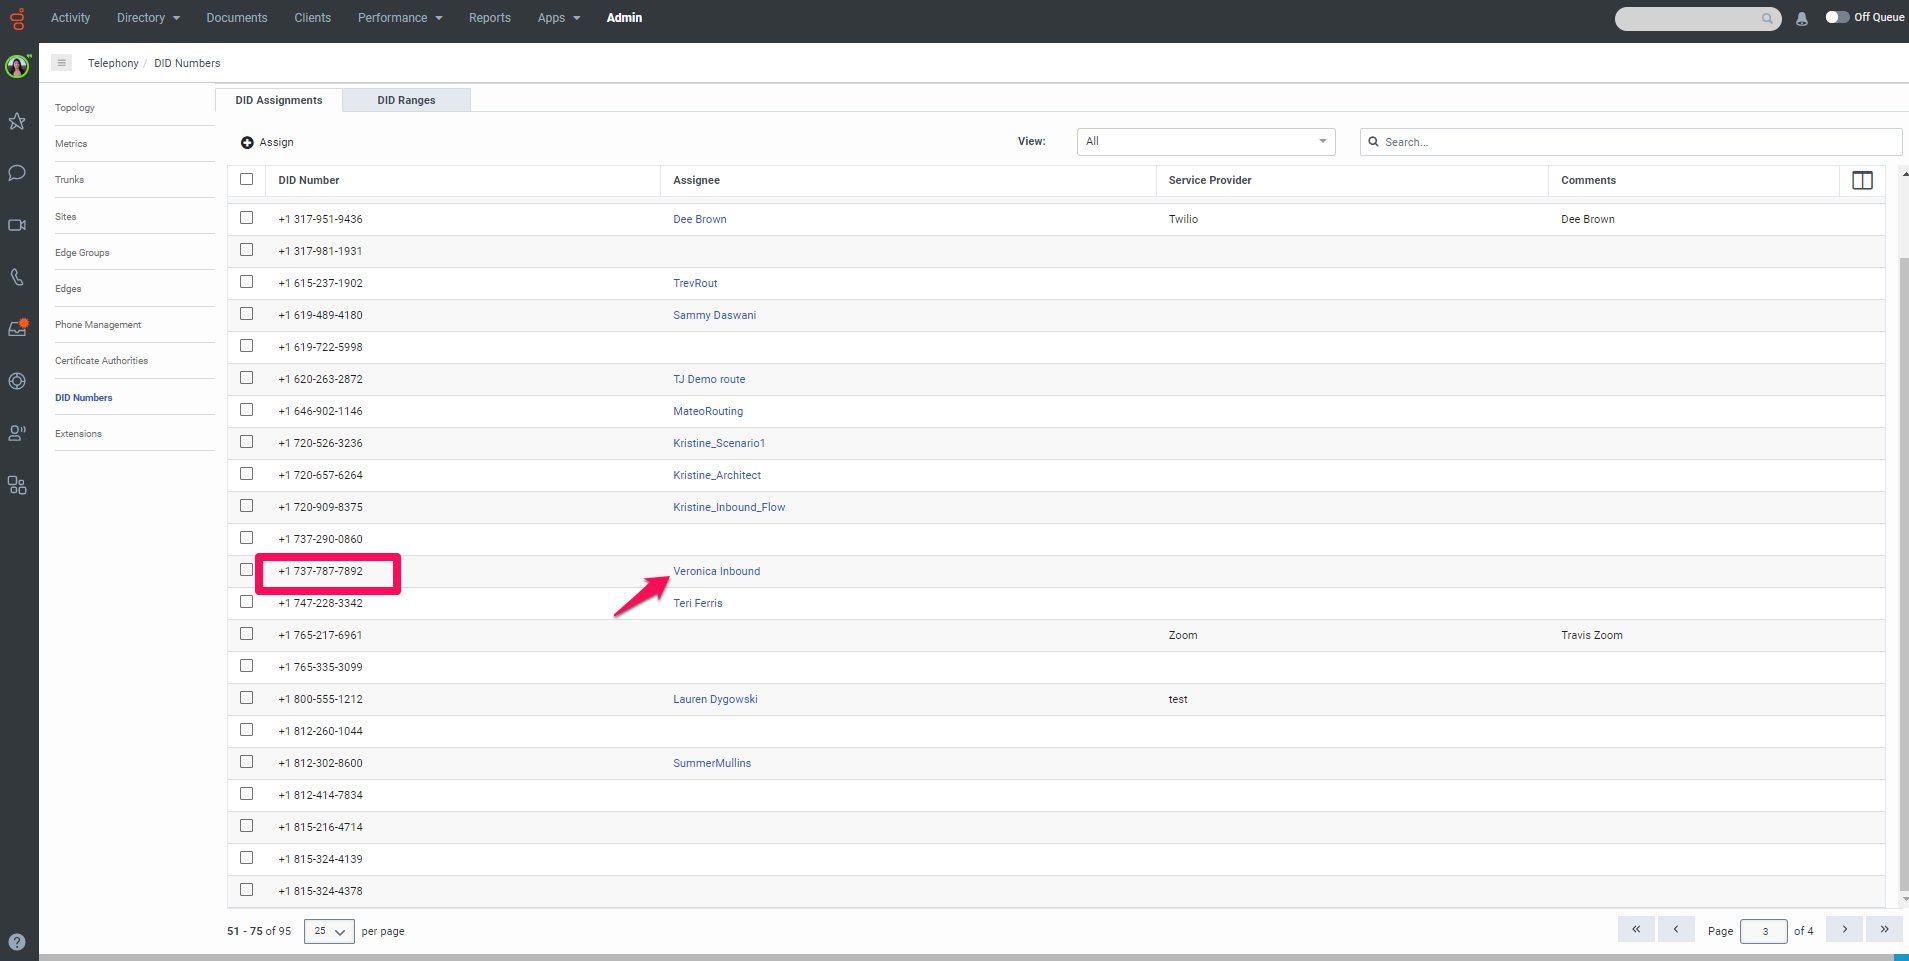 Activity Directory Documents Clients Performance Reports Apps Admin Off Queue
Telephony / DID Numbers
Topology
Metrics
Trunks
Sites
Edge Groups
Edges
Phone Management
Certificate Authorities
DID Numbers
Extensions
DID Assignments DID Ranges
Assign View: All Search...
DID Number Assignee Service Provider Comments
+1 317-951-9436 Dee Brown Twilio Dee Brown
+1 317-981-1931
+1 615-237-1902 TrevRout
+1 619-489-4180 Sammy Daswani
+1 619-722-5998
+1 620-263-2872 TJ Demo route
+1 646-902-1146 MateoRouting
+1 720-526-3236 Kristine_Scenario1
+1 720-657-6264 Kristine_Architect
+1 720-909-8375 Kristine_Inbound_Flow
+1 737-290-0860
+1 737-787-7892 Veronica Inbound
+1 747-228-3342 Teri Ferris
+1 765-217-6961 Zoom Travis Zoom
+1 765-335-3099
+1 800-555-1212 Lauren Dygowski test
+1 812-260-1044
+1 812-302-8600 SummerMullins
+1 812-414-7834
+1 815-216-4714
+1 815-324-4139
+1 815-324-4378
51 - 75 of 95 25 per page « ‹ Page 3 of 4 › »